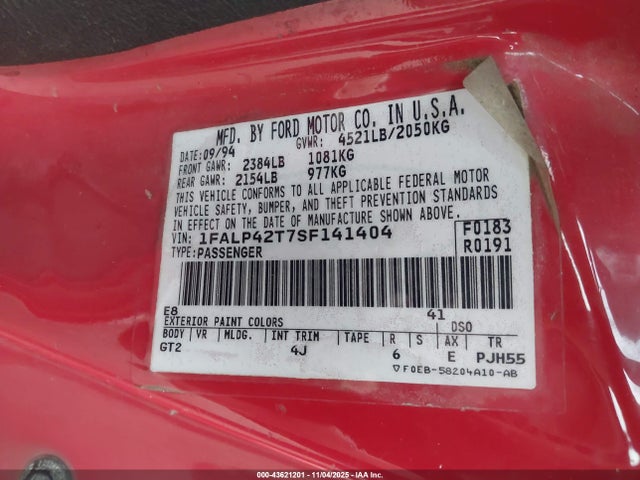 MFD. BY FORD MOTOR CO. IN U.S.A.
DATE: 09/94 GVWR: 4521LB/2050KG
FRONT GAWR: 2384LB 1081KG
REAR GAWR: 2154LB 977KG
THIS VEHICLE CONFORMS TO ALL APPLICABLE FEDERAL MOTOR
VEHICLE SAFETY, BUMPER, AND THEFT PREVENTION STANDARDS
IN EFFECT ON THE DATE OF MANUFACTURE SHOWN ABOVE.
VIN: 1FALP42T7SF141404 F0183
TYPE: PASSENGER R0191
E8 41
EXTERIOR PAINT COLORS DSO
BODY VR MLDG. INT TRIM TAPE R S AX TR
GT2 4J 6 E PJH55
▽F0EB-58204A10-AB
000-43621201 - 11/04/2025 - IAA Inc.